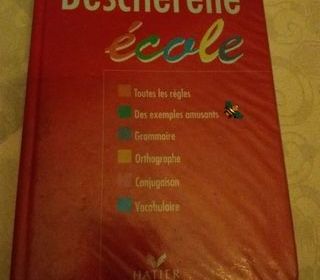 Bescherelle
école
Toutes les règles
Des exemples amusants
Grammaire
Orthographe
Conjugaison
Vocabulaire
HATIER